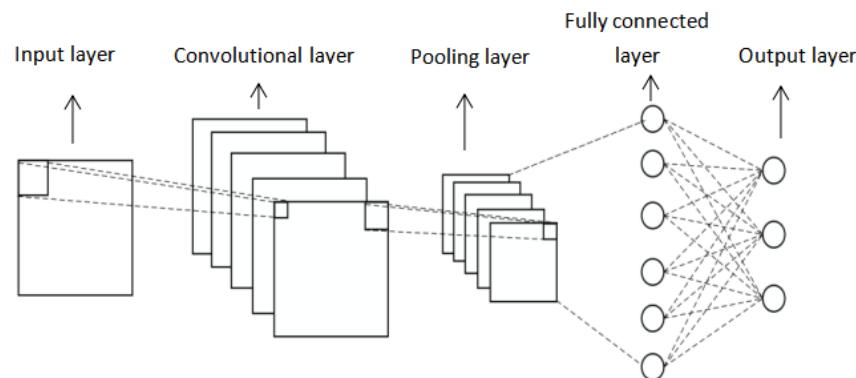 Input layer
Convolutional layer
Pooling layer
Fully connected
layer
Output layer